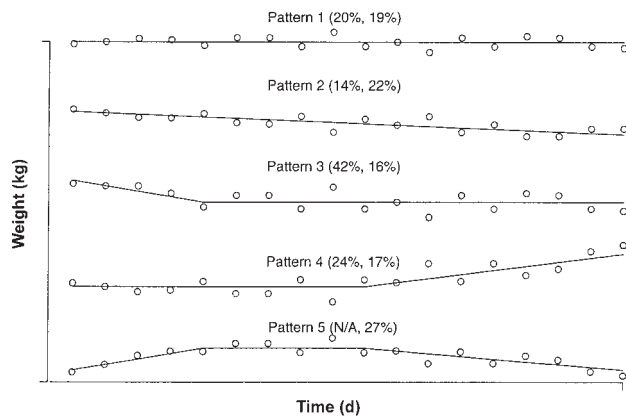 Pattern 1 (20%, 19%)
Pattern 2 (14%, 22%)
Pattern 3 (42%, 16%)
Pattern 4 (24%, 17%)
Pattern 5 (N/A, 27%)
Weight (kg)
Time (d)